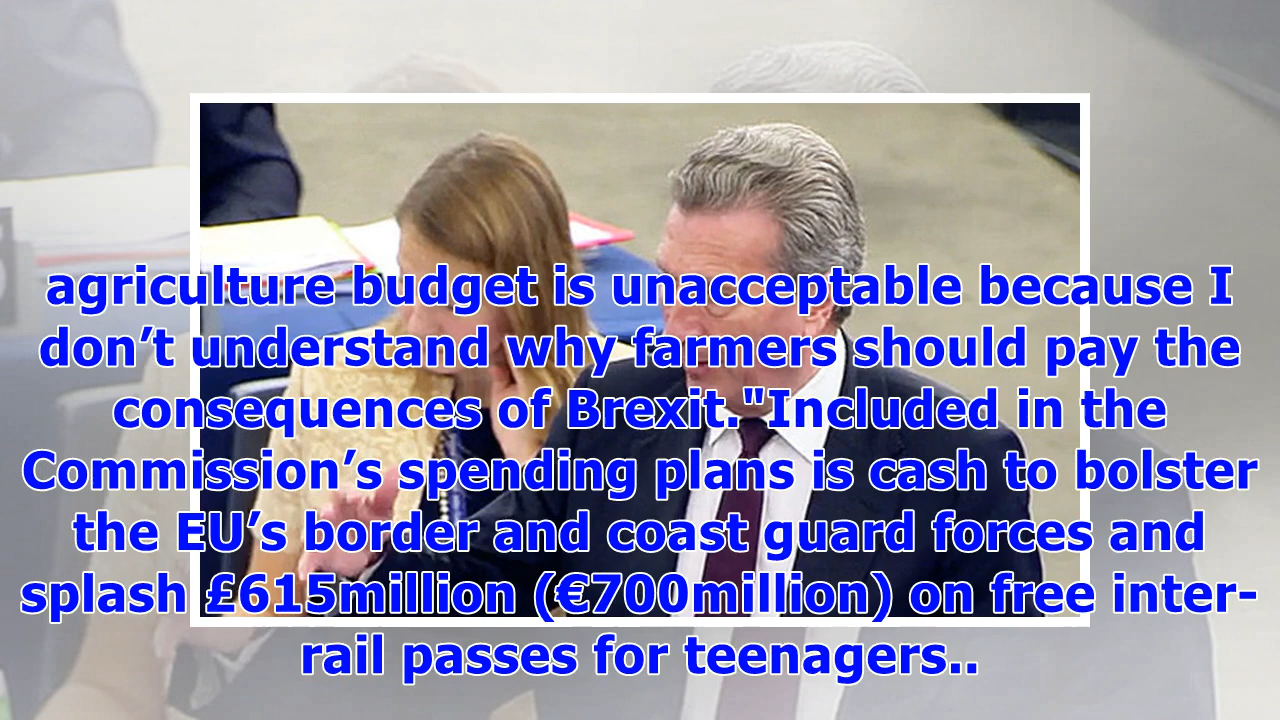 agriculture budget is unacceptable because I
don’t understand why farmers should pay the
consequences of Brexit."Included in the
Commission’s spending plans is cash to bolster
the EU’s border and coast guard forces and
splash £615million (€700million) on free inter-
rail passes for teenagers..